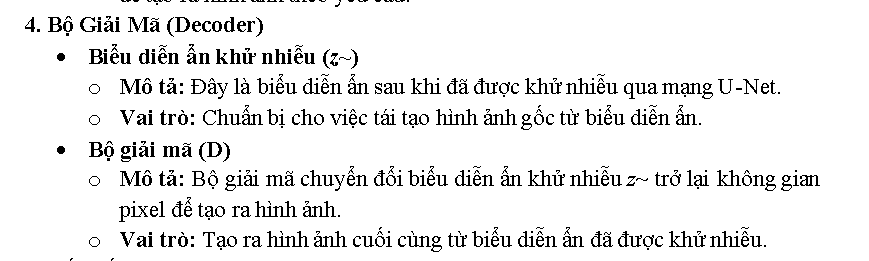 4. Bộ Giải Mã (Decoder)
• Biểu diễn ẩn khử nhiễu (z~)
o Mô tả: Đây là biểu diễn ẩn sau khi đã được khử nhiễu qua mạng U-Net.
o Vai trò: Chuẩn bị cho việc tái tạo hình ảnh gốc từ biểu diễn ẩn.
• Bộ giải mã (D)
o Mô tả: Bộ giải mã chuyển đổi biểu diễn ẩn khử nhiễu z~ trở lại không gian
pixel để tạo ra hình ảnh.
o Vai trò: Tạo ra hình ảnh cuối cùng từ biểu diễn ẩn đã được khử nhiễu.